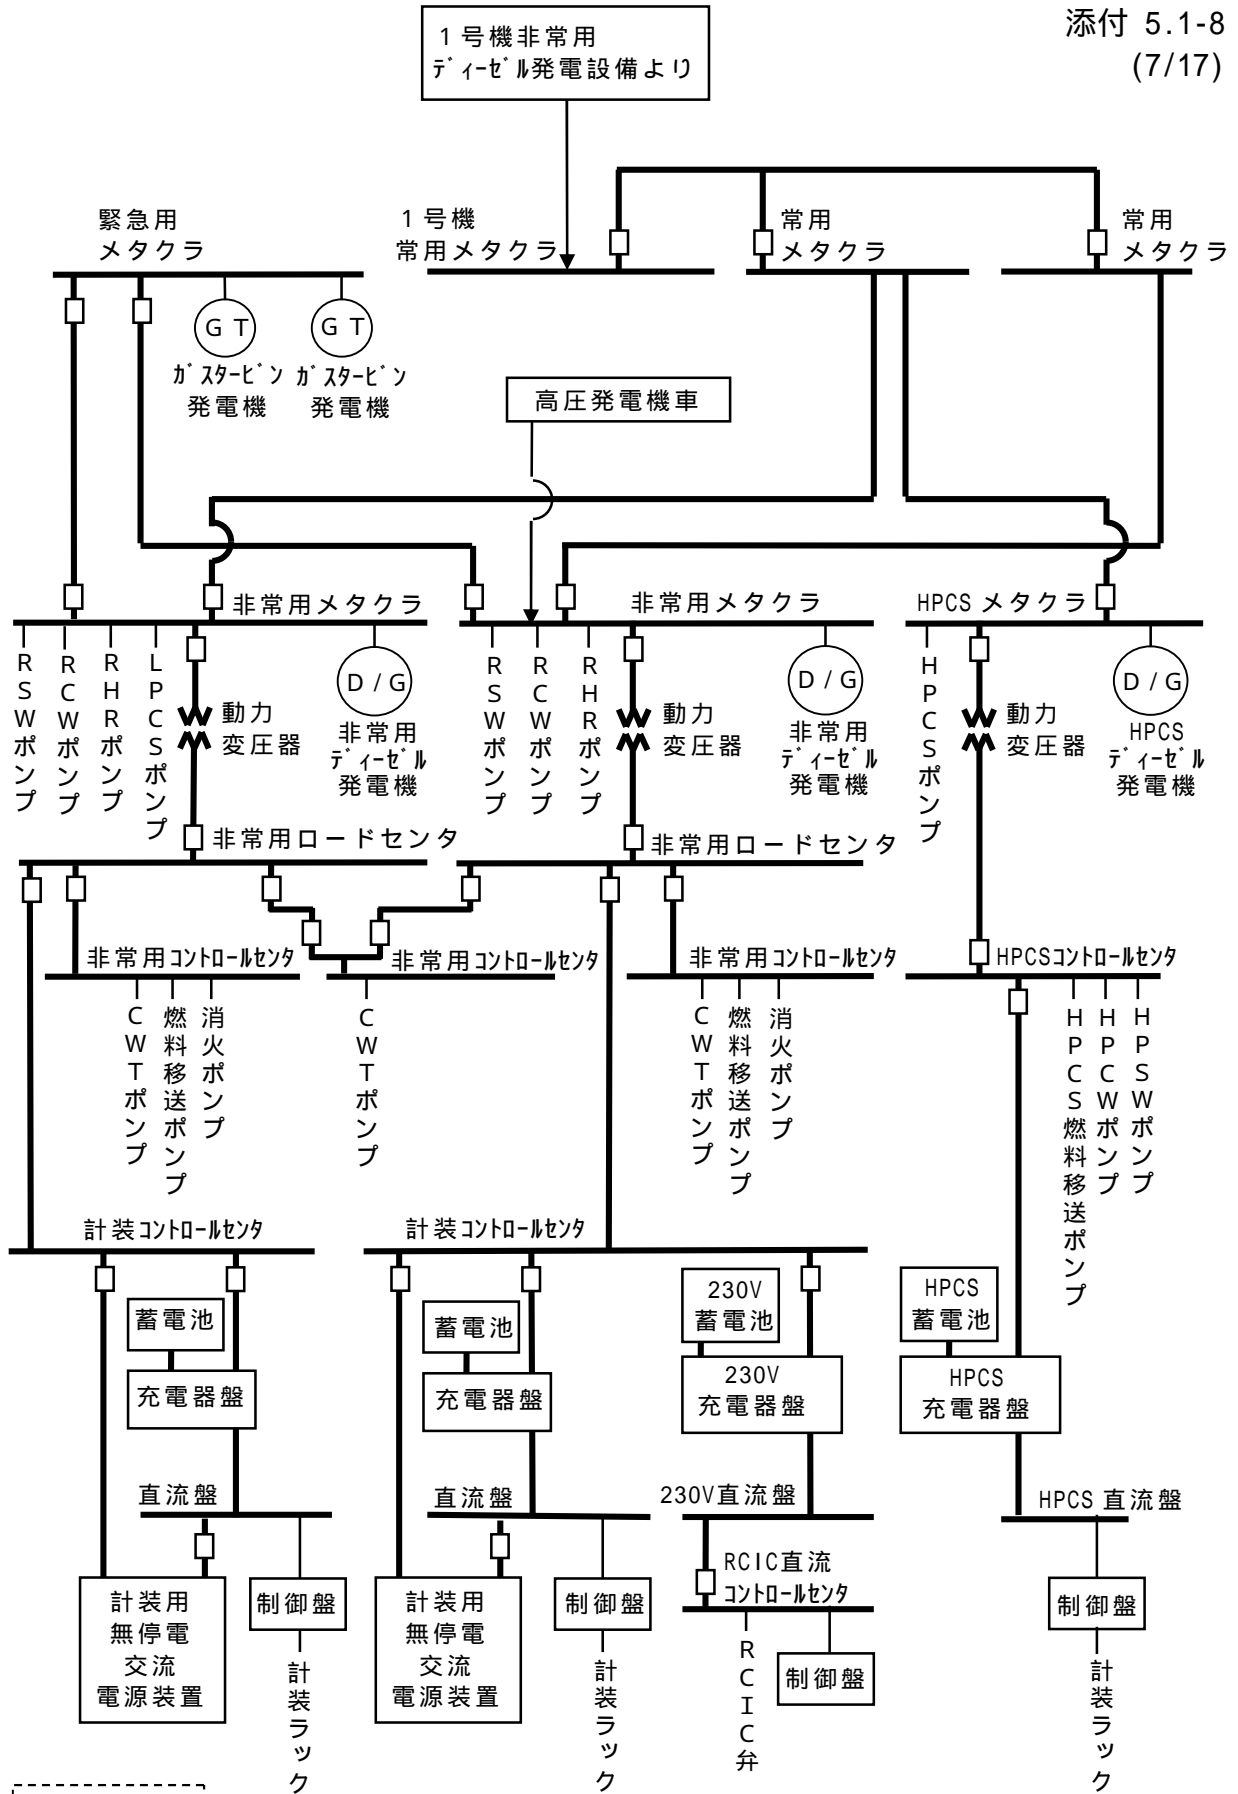 添付 5.1-8
(7/17)
1号機非常用
ディーゼル発電設備より
緊急用
メタクラ
1号機
常用メタクラ
常用
メタクラ
常用
メタクラ
GT
GT
ガスタービン
発電機
ガスタービン
発電機
高圧発電機車
非常用メタクラ
非常用メタクラ
HPCS メタクラ
RSWポンプ
RCWポンプ
RHRポンプ
LPCSポンプ
動力
変圧器
D/G
非常用
ディーゼル
発電機
RSWポンプ
RCWポンプ
RHRポンプ
動力
変圧器
D/G
非常用
ディーゼル
発電機
HPCSポンプ
動力
変圧器
D/G
HPCS
ディーゼル
発電機
非常用ロードセンタ
非常用ロードセンタ
非常用コントロールセンタ
非常用コントロールセンタ
非常用コントロールセンタ
HPCSコントロールセンタ
CWTポンプ
燃料移送ポンプ
消火ポンプ
CWTポンプ
CWTポンプ
燃料移送ポンプ
消火ポンプ
HPCS燃料移送ポンプ
HPCWポンプ
HPSWポンプ
計装コントロールセンタ
計装コントロールセンタ
蓄電池
充電器盤
蓄電池
充電器盤
230V
蓄電池
230V
充電器盤
HPCS
蓄電池
HPCS
充電器盤
直流盤
直流盤
230V直流盤
HPCS 直流盤
RCIC直流
コントロールセンタ
計装用
無停電
交流
電源装置
制御盤
計装ラック
計装用
無停電
交流
電源装置
制御盤
計装ラック
RCIC弁
制御盤
制御盤
計装ラック